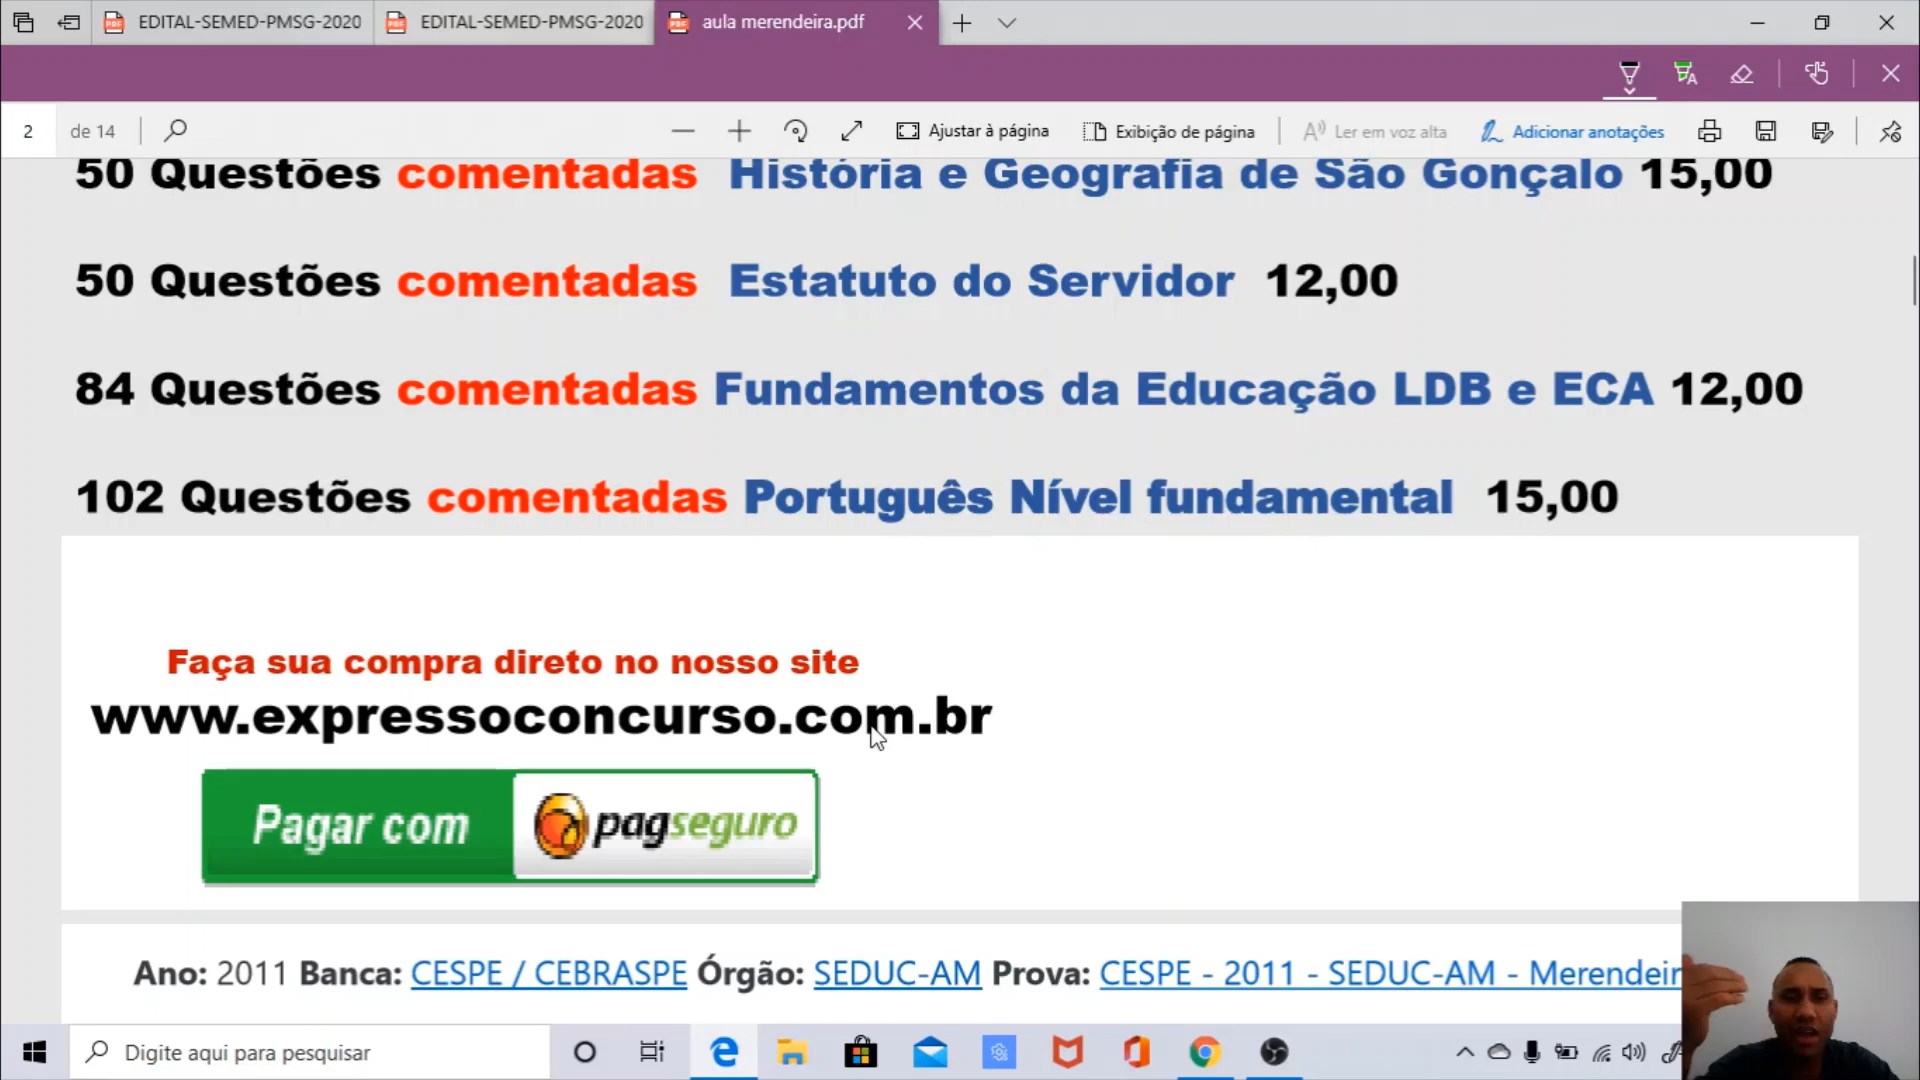 EDITAL-SEMED-PMSG-2020
EDITAL-SEMED-PMSG-2020
aula merendeira.pdf
2 de 14
Ajustar à página
Exibição de página
Ler em voz alta
Adicionar anotações
50 Questões comentadas História e Geografia de São Gonçalo 15,00
50 Questões comentadas Estatuto do Servidor 12,00
84 Questões comentadas Fundamentos da Educação LDB e ECA 12,00
102 Questões comentadas Português Nível fundamental 15,00
Faça sua compra direto no nosso site
www.expressoconcurso.com.br
Pagar com pagseguro
Ano: 2011 Banca: CESPE / CEBRASPE Órgão: SEDUC-AM Prova: CESPE - 2011 - SEDUC-AM - Merendeir
Digite aqui para pesquisar